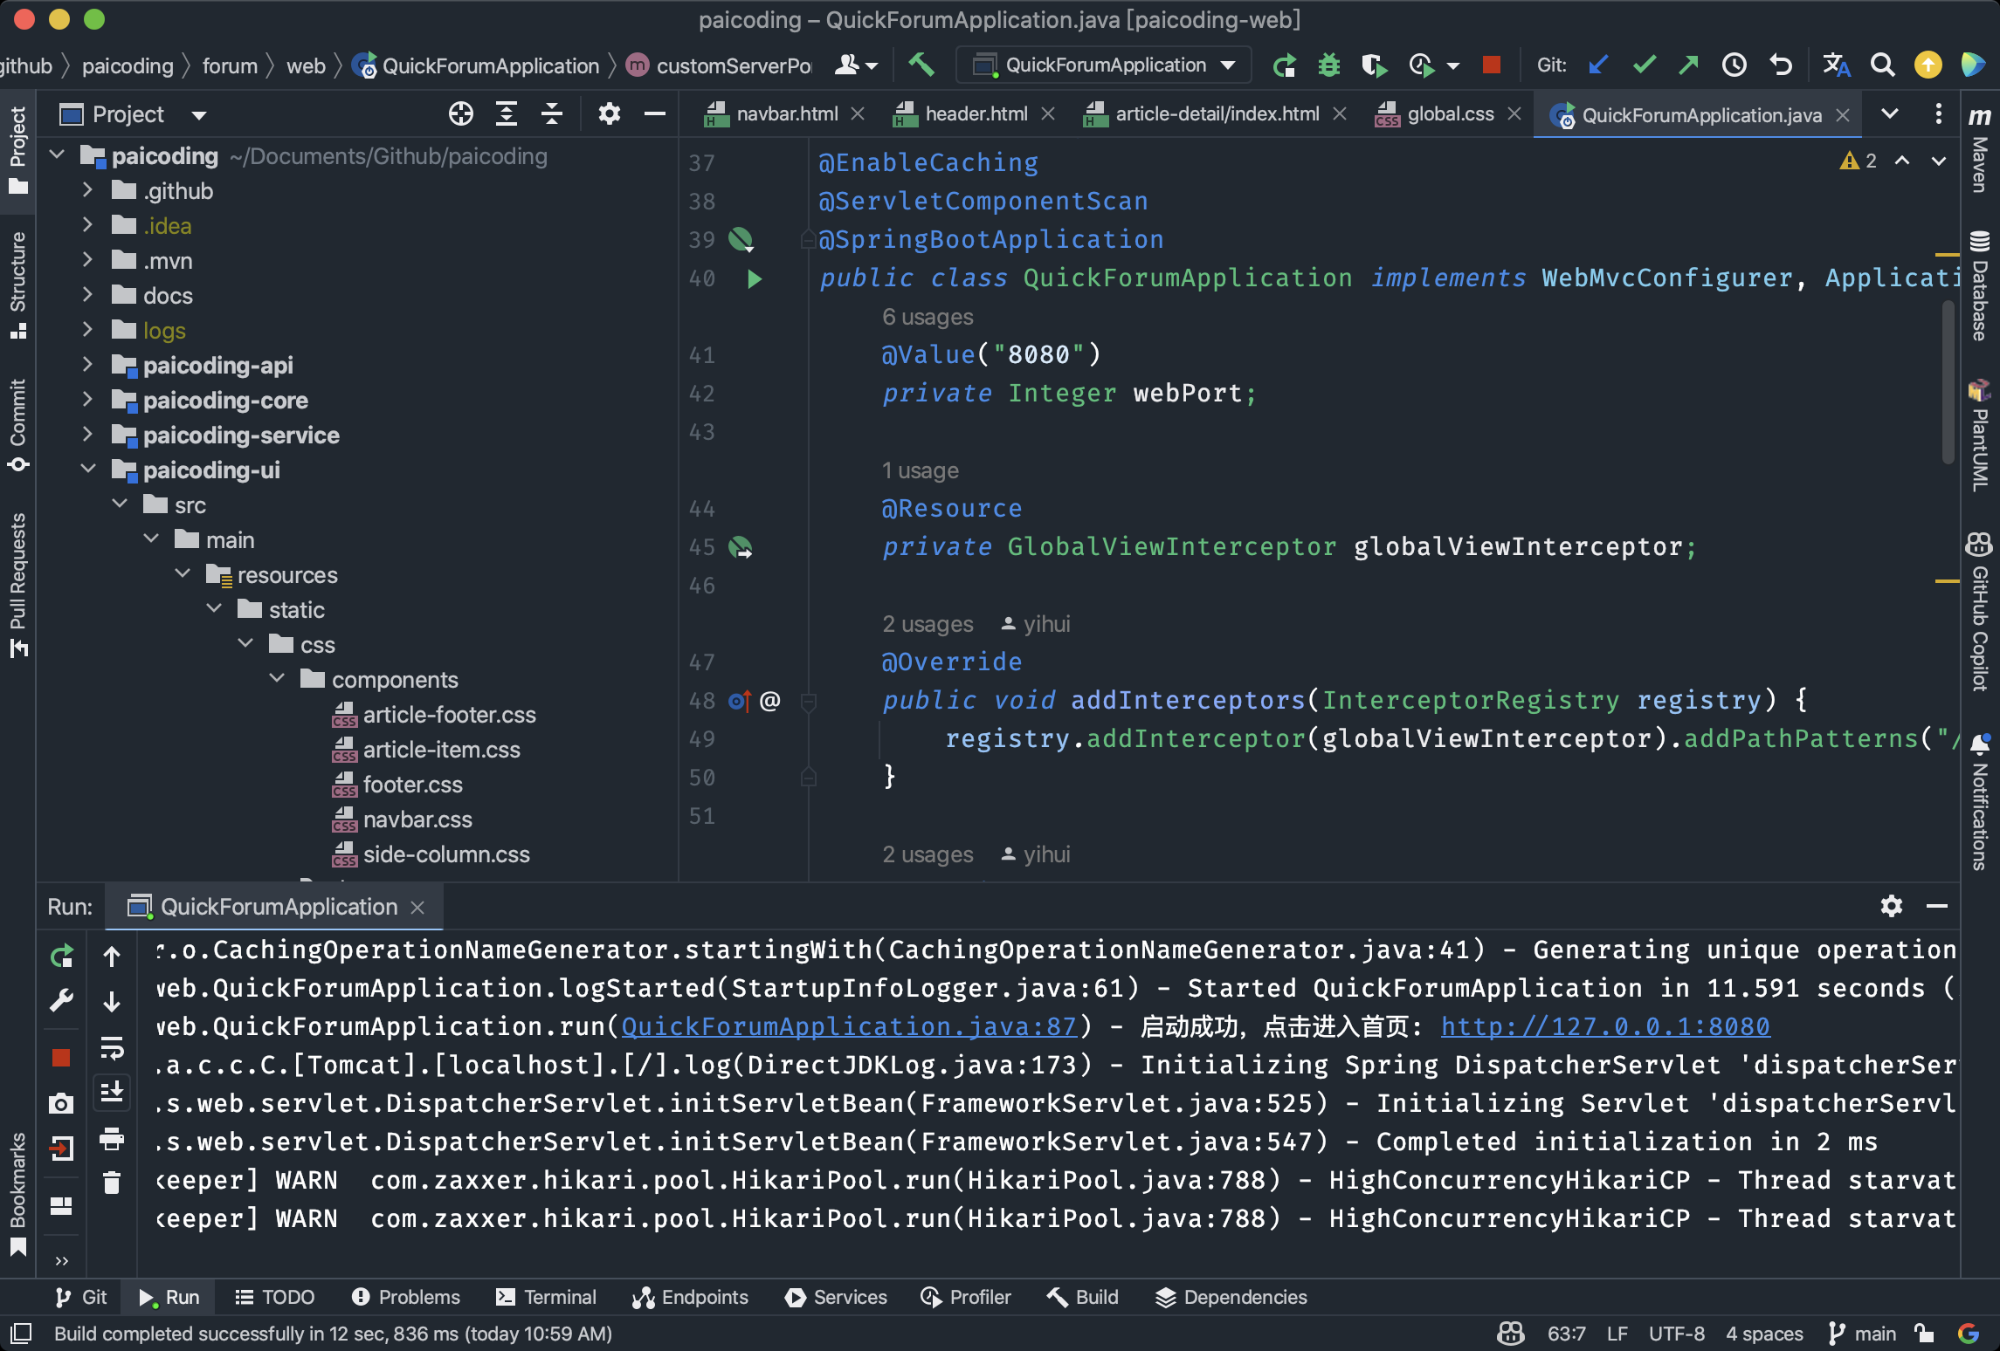 paicoding – QuickForumApplication.java [paicoding-web]
github paicoding forum web QuickForumApplication customServerPo QuickForumApplication Git:
Project
navbar.html header.html article-detail/index.html global.css QuickForumApplication.java
paicoding ~/Documents/Github/paicoding
.github
.idea
.mvn
docs
logs
paicoding-api
paicoding-core
paicoding-service
paicoding-ui
src
main
resources
static
css
components
article-footer.css
article-item.css
footer.css
navbar.css
side-column.css
2
37 @EnableCaching
38 @ServletComponentScan
39 @SpringBootApplication
40 public class QuickForumApplication implements WebMvcConfigurer, Applicati
6 usages
41 @Value("8080")
42 private Integer webPort;
43
1 usage
44 @Resource
45 private GlobalViewInterceptor globalViewInterceptor;
46
2 usages yihui
47 @Override
48 @ public void addInterceptors(InterceptorRegistry registry) {
49 registry.addInterceptor(globalViewInterceptor).addPathPatterns("/
50 }
51
2 usages yihui
Project
Structure
Commit
Pull Requests
Bookmarks
m Maven
Database
PlantUML
GitHub Copilot
Notifications
Run: QuickForumApplication
r.o.CachingOperationNameGenerator.startingWith(CachingOperationNameGenerator.java:41) - Generating unique operation
web.QuickForumApplication.logStarted(StartupInfoLogger.java:61) - Started QuickForumApplication in 11.591 seconds (
web.QuickForumApplication.run(QuickForumApplication.java:87) - 启动成功，点击进入首页: http://127.0.0.1:8080
.a.c.c.C.[Tomcat].[localhost].[/].log(DirectJDKLog.java:173) - Initializing Spring DispatcherServlet 'dispatcherSer
.s.web.servlet.DispatcherServlet.initServletBean(FrameworkServlet.java:525) - Initializing Servlet 'dispatcherServl
.s.web.servlet.DispatcherServlet.initServletBean(FrameworkServlet.java:547) - Completed initialization in 2 ms
keeper] WARN com.zaxxer.hikari.pool.HikariPool.run(HikariPool.java:788) - HighConcurrencyHikariCP - Thread starvat
keeper] WARN com.zaxxer.hikari.pool.HikariPool.run(HikariPool.java:788) - HighConcurrencyHikariCP - Thread starvat
Git Run TODO Problems Terminal Endpoints Services Profiler Build Dependencies
Build completed successfully in 12 sec, 836 ms (today 10:59 AM) 63:7 LF UTF-8 4 spaces main